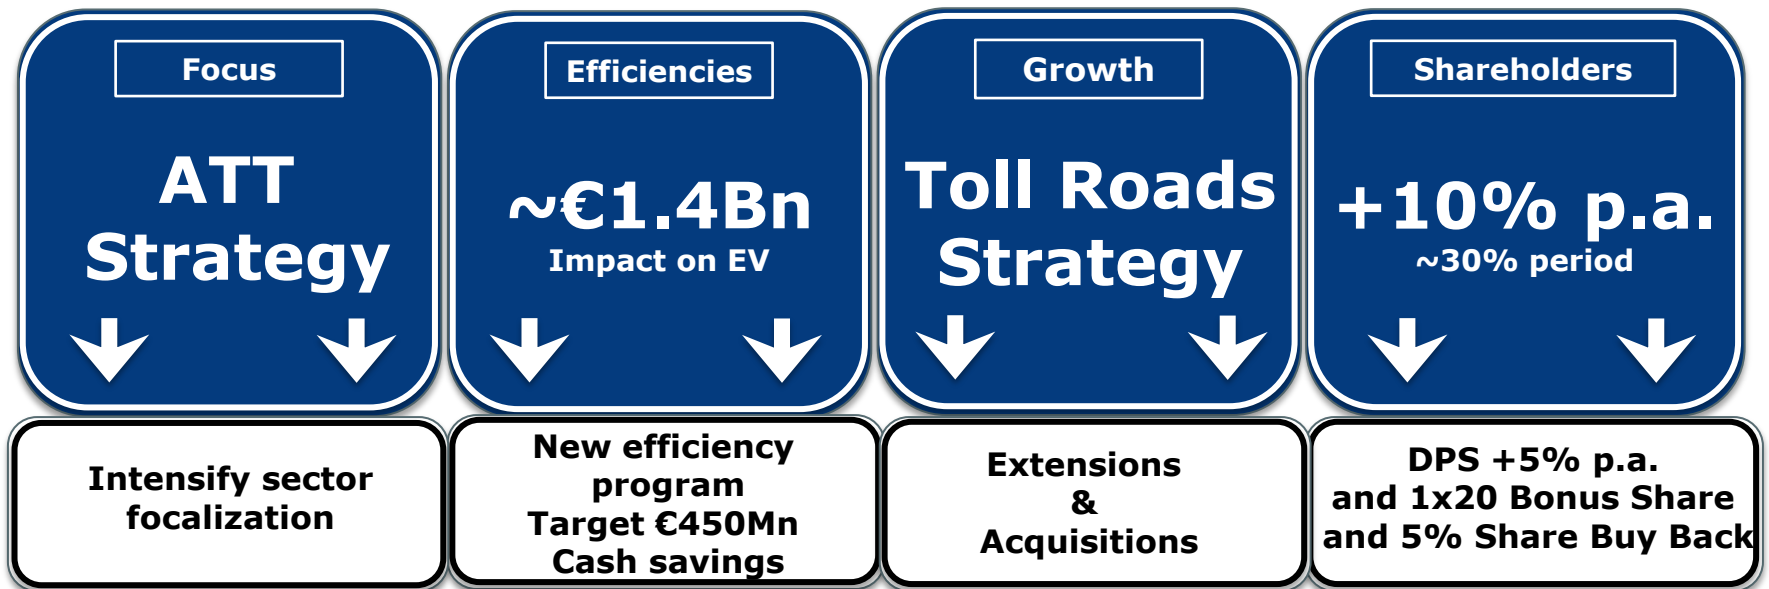 Focus
ATT
Strategy
Intensify sector
focalization
Efficiencies
~€1.4Bn
Impact on EV
New efficiency
program
Target €450Mn
Cash savings
Growth
Toll Roads
Strategy
Extensions
&
Acquisitions
Shareholders
+10% p.a.
~30% period
DPS +5% p.a.
and 1x20 Bonus Share
and 5% Share Buy Back